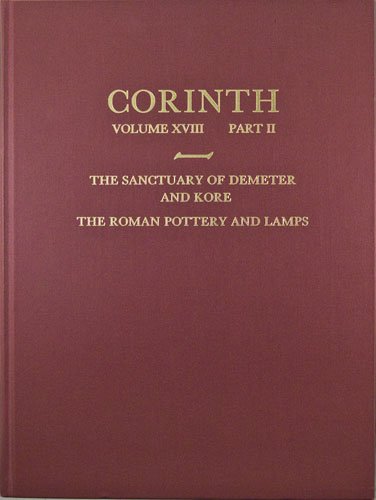 CORINTH
VOLUME XVIII PART II
THE SANCTUARY OF DEMETER
AND KORE
THE ROMAN POTTERY AND LAMPS